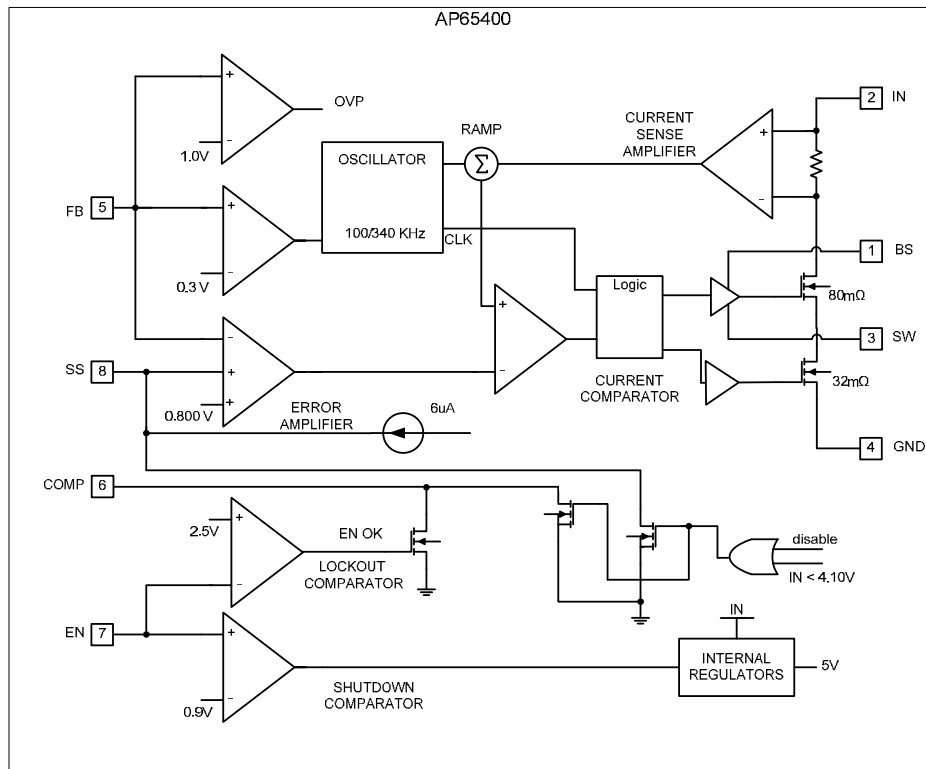 AP65400
OVP
1.0V
RAMP
Σ
CURRENT
SENSE
AMPLIFIER
+
-
2 IN
OSCILLATOR
100/340 KHz
CLK
FB 5
0.3 V
1 BS
Logic
80mΩ
3 SW
SS 8
0.800 V
ERROR
AMPLIFIER
6uA
CURRENT
COMPARATOR
32mΩ
4 GND
COMP 6
2.5V
EN OK
LOCKOUT
COMPARATOR
disable
IN < 4.10V
EN 7
0.9V
SHUTDOWN
COMPARATOR
IN
INTERNAL
REGULATORS
5V